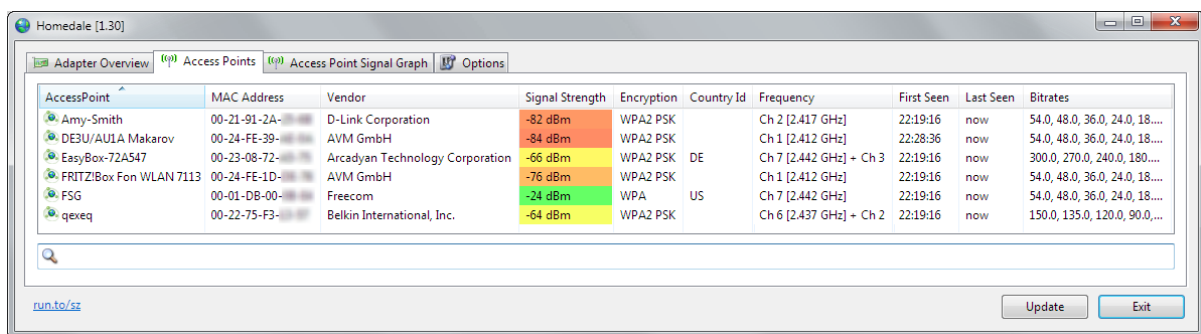 Homedale [1.30]
Adapter Overview Access Points Access Point Signal Graph Options
AccessPoint MAC Address Vendor Signal Strength Encryption Country Id Frequency First Seen Last Seen Bitrates
Amy-Smith 00-21-91-2A- D-Link Corporation -82 dBm WPA2 PSK Ch 2 [2.417 GHz] 22:19:16 now 54.0, 48.0, 36.0, 24.0, 18....
DE3U/AU1A Makarov 00-24-FE-39- AVM GmbH -84 dBm WPA2 PSK Ch 1 [2.412 GHz] 22:28:36 now 54.0, 48.0, 36.0, 24.0, 18....
EasyBox-72A547 00-23-08-72- Arcadyan Technology Corporation -66 dBm WPA2 PSK DE Ch 7 [2.442 GHz] + Ch 3 22:19:16 now 300.0, 270.0, 240.0, 180....
FRITZ!Box Fon WLAN 7113 00-24-FE-1D- AVM GmbH -76 dBm WPA2 PSK Ch 1 [2.412 GHz] 22:19:16 now 54.0, 48.0, 36.0, 24.0, 18....
FSG 00-01-DB-00- Freecom -24 dBm WPA US Ch 7 [2.442 GHz] 22:19:16 now 54.0, 48.0, 36.0, 24.0, 18....
qexeq 00-22-75-F3- Belkin International, Inc. -64 dBm WPA2 PSK Ch 6 [2.437 GHz] + Ch 2 22:19:16 now 150.0, 135.0, 120.0, 90.0,...
run.to/sz Update Exit